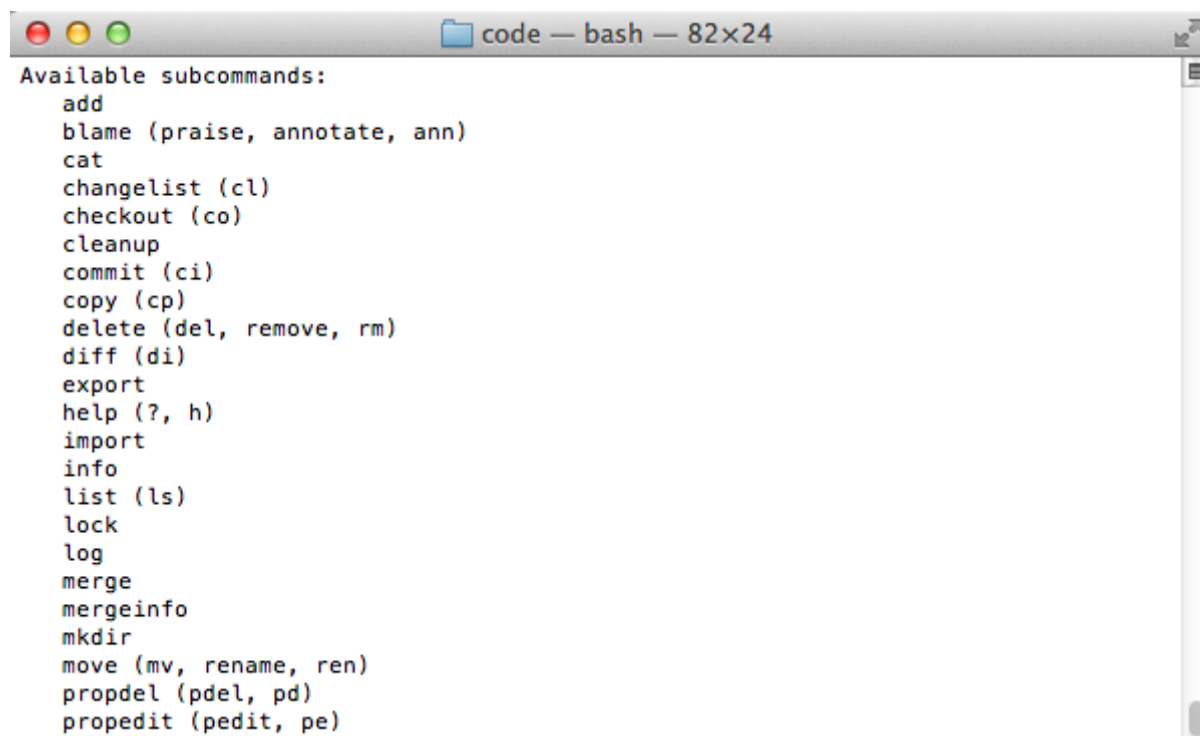 code — bash — 82×24
Available subcommands:
add
blame (praise, annotate, ann)
cat
changelist (cl)
checkout (co)
cleanup
commit (ci)
copy (cp)
delete (del, remove, rm)
diff (di)
export
help (?, h)
import
info
list (ls)
lock
log
merge
mergeinfo
mkdir
move (mv, rename, ren)
propdel (pdel, pd)
propedit (pedit, pe)